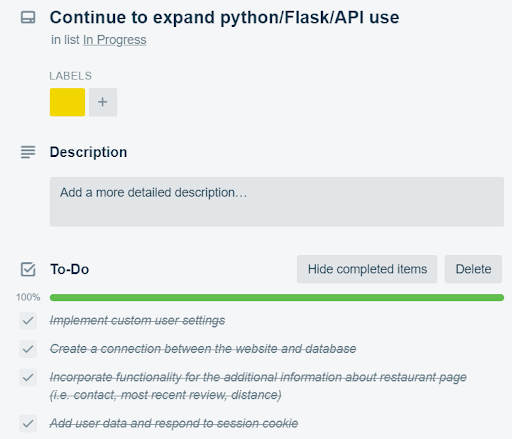 Continue to expand python/Flask/API use
in list In Progress
LABELS
+
Description
Add a more detailed description…
To-Do
Hide completed items
Delete
100%
Implement custom user settings
Create a connection between the website and database
Incorporate functionality for the additional information about restaurant page
(i.e. contact, most recent review, distance)
Add user data and respond to session cookie